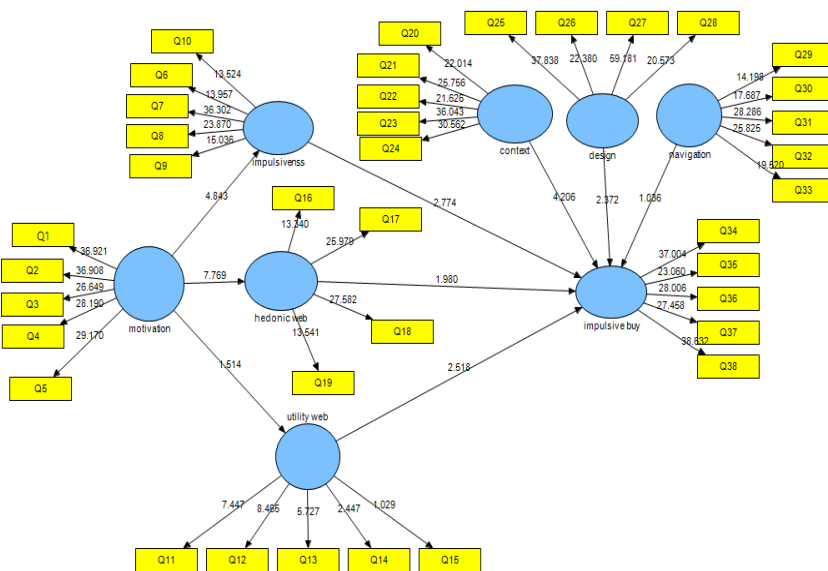 Q10
13.524
Q6
13.957
Q7
36.302
Q8
23.870
Q9
15.036
impulsivenss
Q20
22.014
Q21
25.756
Q22
21.626
Q23
36.043
Q24
30.562
context
Q25
37.838
Q26
22.380
Q27
59.181
Q28
20.573
design
Q29
14.198
Q30
17.687
Q31
28.286
Q32
25.825
Q33
19.520
navigation
4.843
2.774
4.206
2.372
1.036
Q1
36.921
Q2
36.908
Q3
26.649
Q4
28.190
Q5
29.170
motivation
7.769
Q16
13.340
Q17
25.979
Q18
27.582
Q19
13.541
hedonic web
1.980
Q34
37.004
Q35
23.060
Q36
28.006
Q37
27.458
Q38
38.632
impulsive buy
1.514
2.518
utility web
7.447
8.465
5.727
2.447
1.029
Q11
Q12
Q13
Q14
Q15